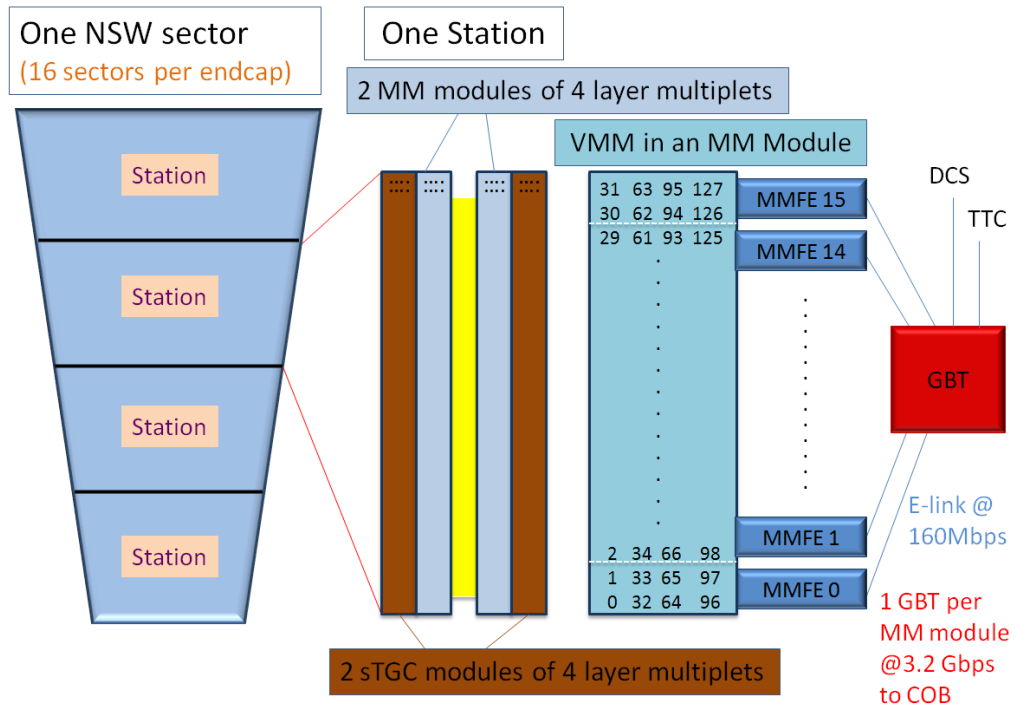 One NSW sector
(16 sectors per endcap)
Station
Station
Station
Station
One Station
2 MM modules of 4 layer multiplets
2 sTGC modules of 4 layer multiplets
VMM in an MM Module
31 63 95 127
30 62 94 126
29 61 93 125
2 34 66 98
1 33 65 97
0 32 64 96
MMFE 15
MMFE 14
MMFE 1
MMFE 0
DCS
TTC
GBT
E-link @
160Mbps
1 GBT per
MM module
@3.2 Gbps
to COB